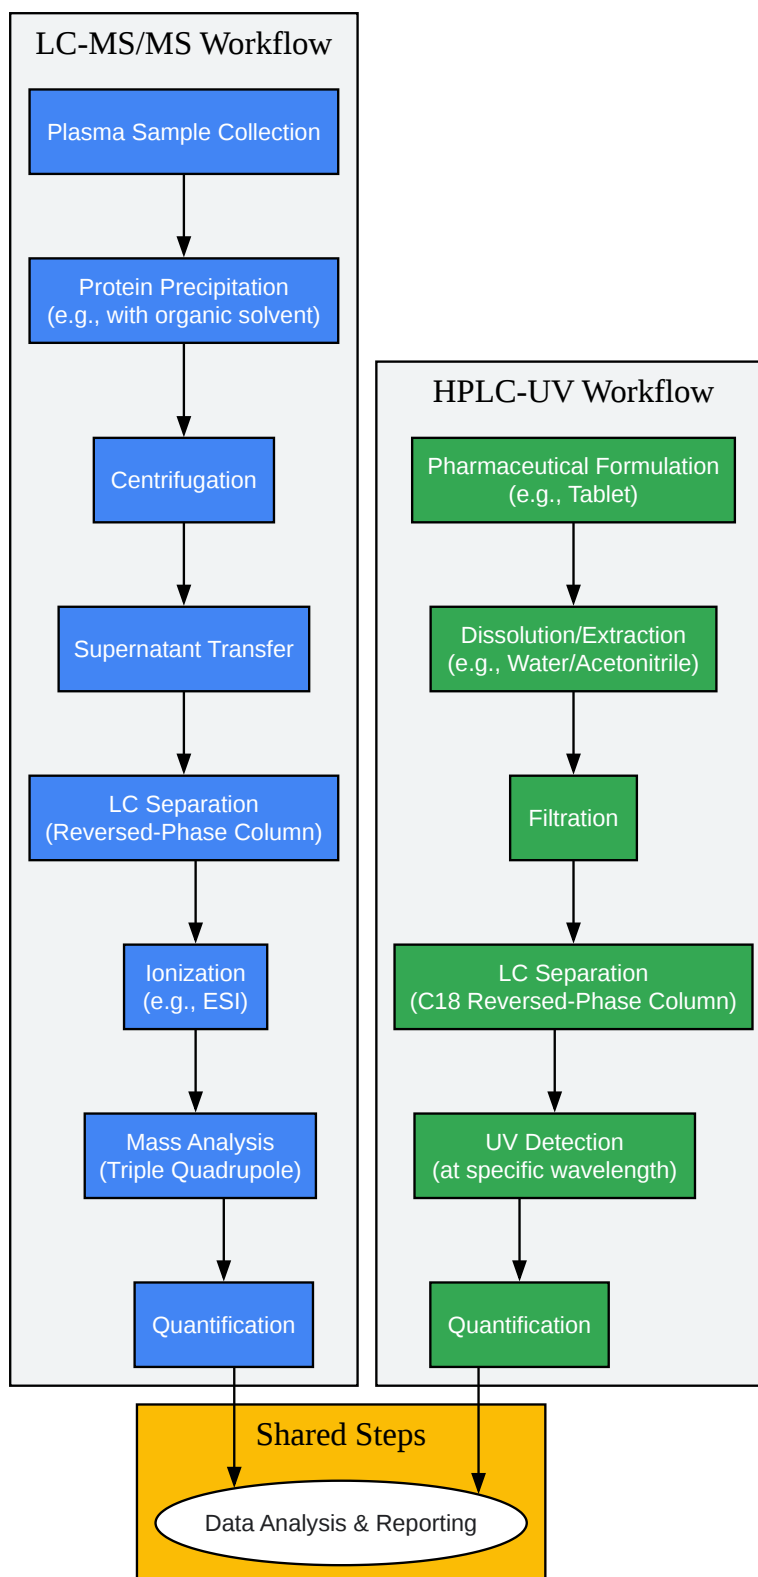 LC-MS/MS Workflow
Plasma Sample Collection
Protein Precipitation
(e.g., with organic solvent)
Centrifugation
Supernatant Transfer
LC Separation
(Reversed-Phase Column)
Ionization
(e.g., ESI)
Mass Analysis
(Triple Quadrupole)
Quantification
HPLC-UV Workflow
Pharmaceutical Formulation
(e.g., Tablet)
Dissolution/Extraction
(e.g., Water/Acetonitrile)
Filtration
LC Separation
(C18 Reversed-Phase Column)
UV Detection
(at specific wavelength)
Quantification
Shared Steps
Data Analysis & Reporting